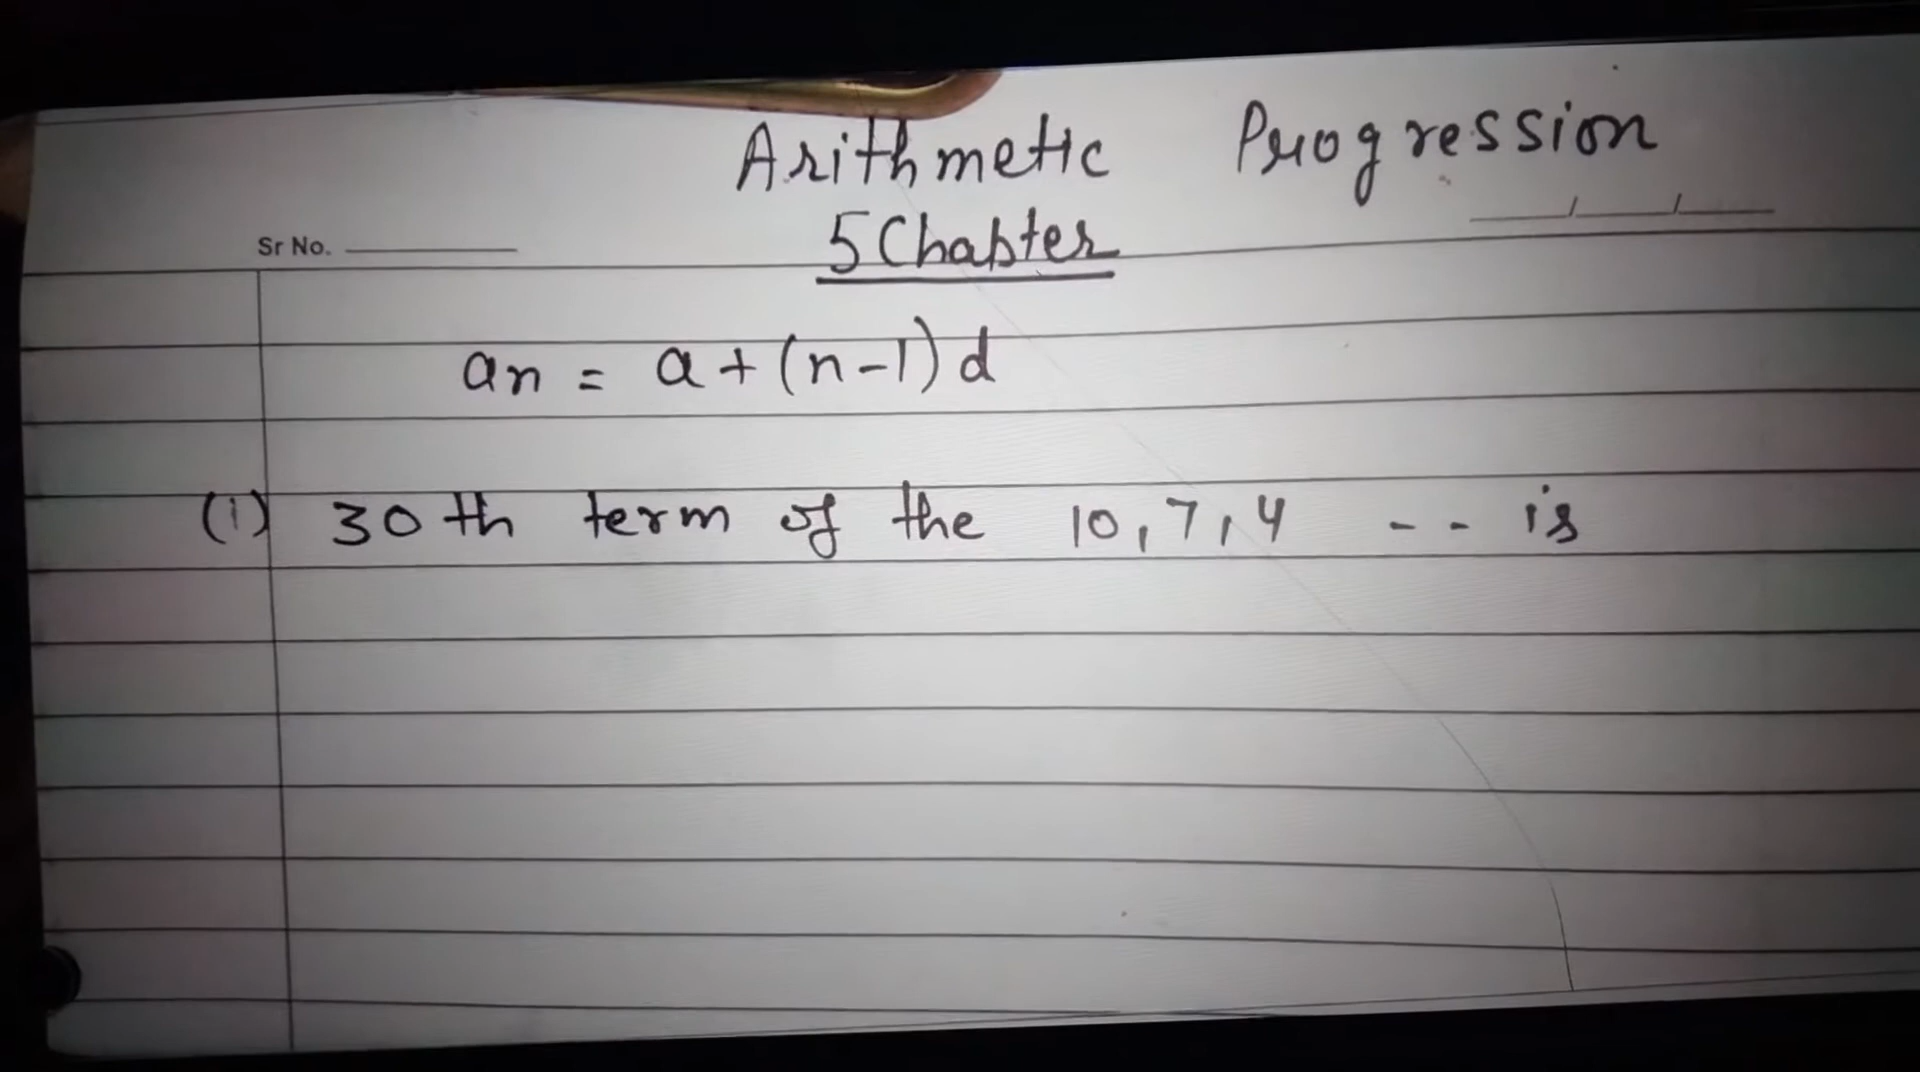 Arithmetic Progression
5 Chapter
Sr No.
an = a + (n-1) d
(i) 30 th term of the 10, 7, 4 -- is